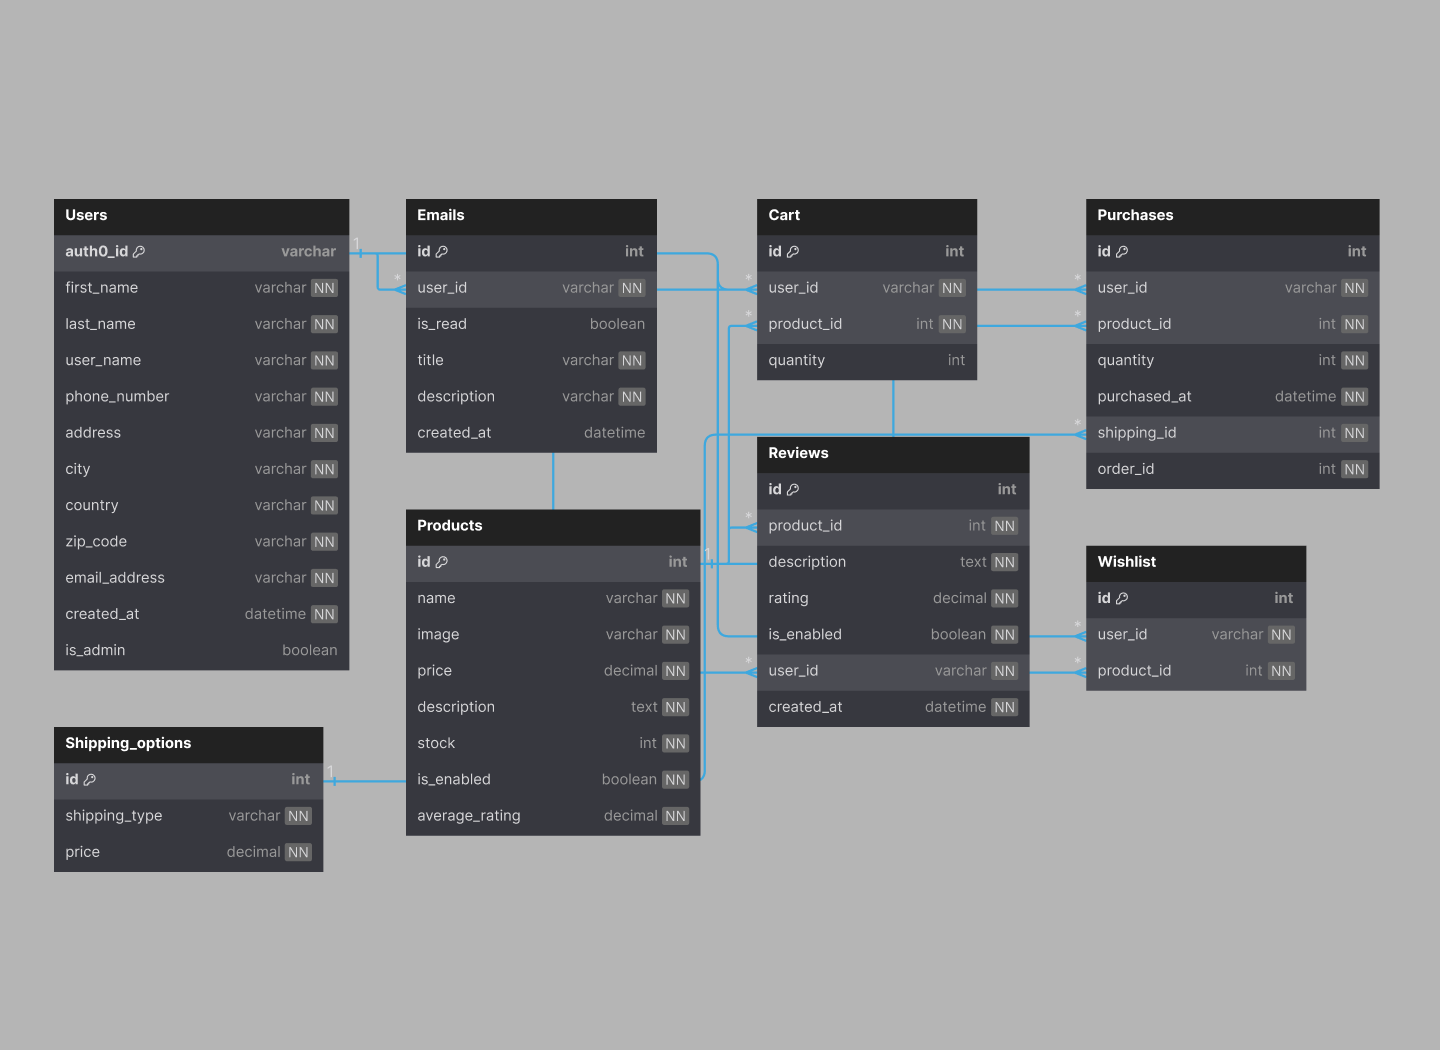 Users
auth0_id varchar
first_name varchar NN
last_name varchar NN
user_name varchar NN
phone_number varchar NN
address varchar NN
city varchar NN
country varchar NN
zip_code varchar NN
email_address varchar NN
created_at datetime NN
is_admin boolean
1
Shipping_options
id int
shipping_type varchar NN
price decimal NN
1
Emails
id int
* user_id varchar NN
is_read boolean
title varchar NN
description varchar NN
created_at datetime
Products
id int
name varchar NN
image varchar NN
price decimal NN
description text NN
stock int NN
is_enabled boolean NN
average_rating decimal NN
1
Cart
id int
* user_id varchar NN
* product_id int NN
quantity int
Reviews
id int
* product_id int NN
description text NN
rating decimal NN
is_enabled boolean NN
* user_id varchar NN
created_at datetime NN
Purchases
id int
* user_id varchar NN
* product_id int NN
quantity int NN
purchased_at datetime NN
* shipping_id int NN
order_id int NN
Wishlist
id int
* user_id varchar NN
* product_id int NN